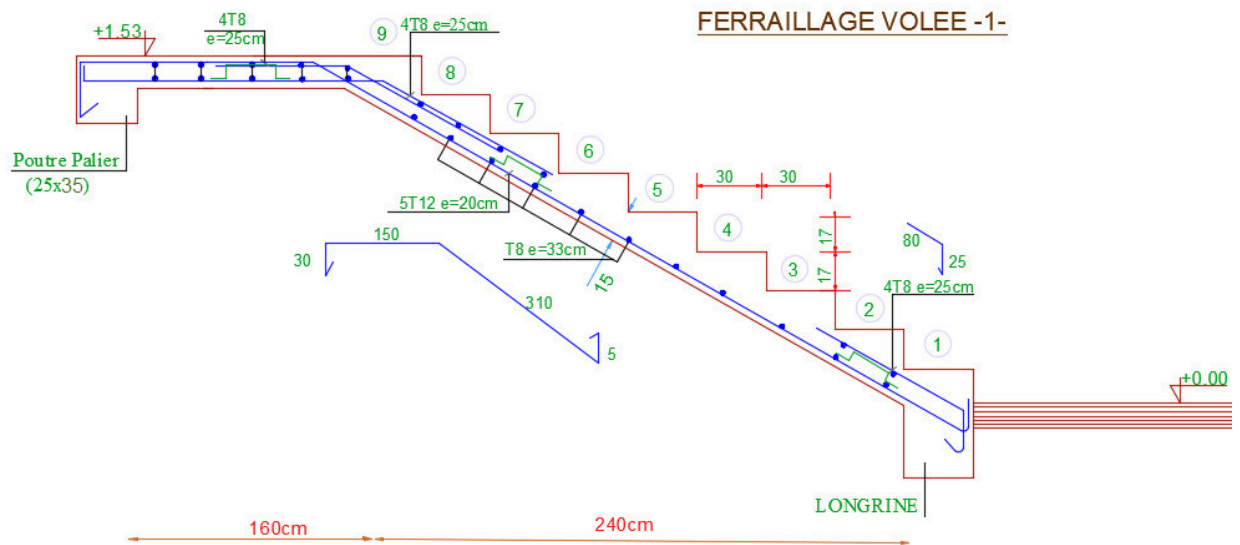 FERRAILLAGE VOLEE -1-
+1.53
4T8
e=25cm
9
4T8 e=25cm
8
7
6
5
4
3
2
1
30
30
17
17
Poutre Palier
(25x35)
5T12 e=20cm
T8 e=33cm
15
150
30
310
5
80
25
4T8 e=25cm
+0.00
LONGRINE
160cm
240cm